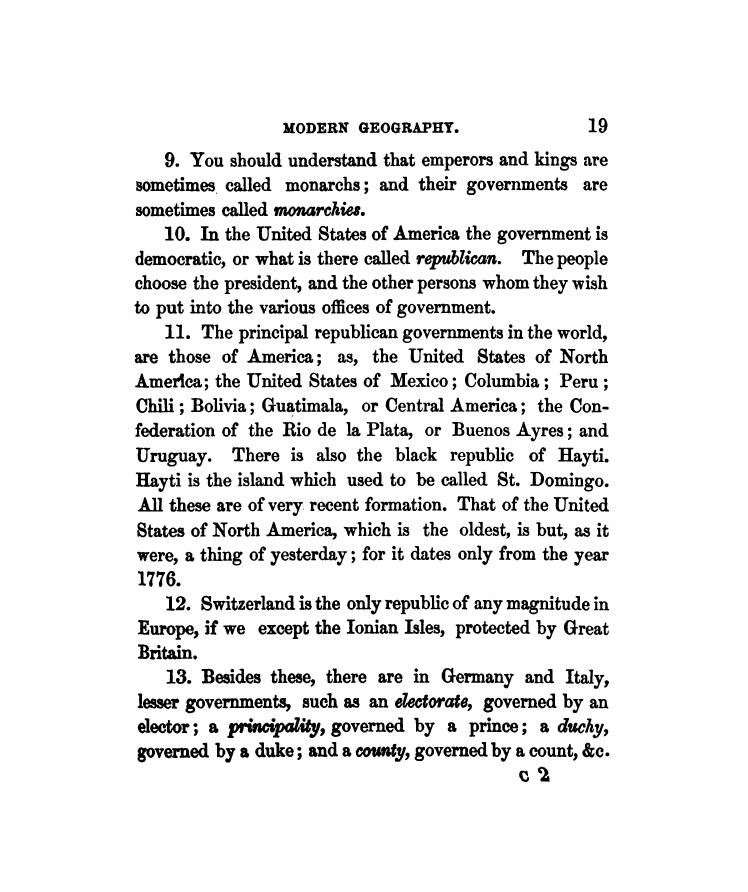 MODERN GEOGRAPHY. 19
9. You should understand that emperors and kings are
sometimes called monarchs; and their governments are
sometimes called monarchies.
10. In the United States of America the government is
democratic, or what is there called republican. The people
choose the president, and the other persons whom they wish
to put into the various offices of government.
11. The principal republican governments in the world,
are those of America; as, the United States of North
America; the United States of Mexico; Columbia; Peru;
Chili; Bolivia; Guatimala, or Central America; the Con-
federation of the Rio de la Plata, or Buenos Ayres; and
Uruguay. There is also the black republic of Hayti.
Hayti is the island which used to be called St. Domingo.
All these are of very recent formation. That of the United
States of North America, which is the oldest, is but, as it
were, a thing of yesterday; for it dates only from the year
1776.
12. Switzerland is the only republic of any magnitude in
Europe, if we except the Ionian Isles, protected by Great
Britain.
13. Besides these, there are in Germany and Italy,
lesser governments, such as an electorate, governed by an
elector; a principality, governed by a prince; a duchy,
governed by a duke; and a county, governed by a count, &c.
C 2